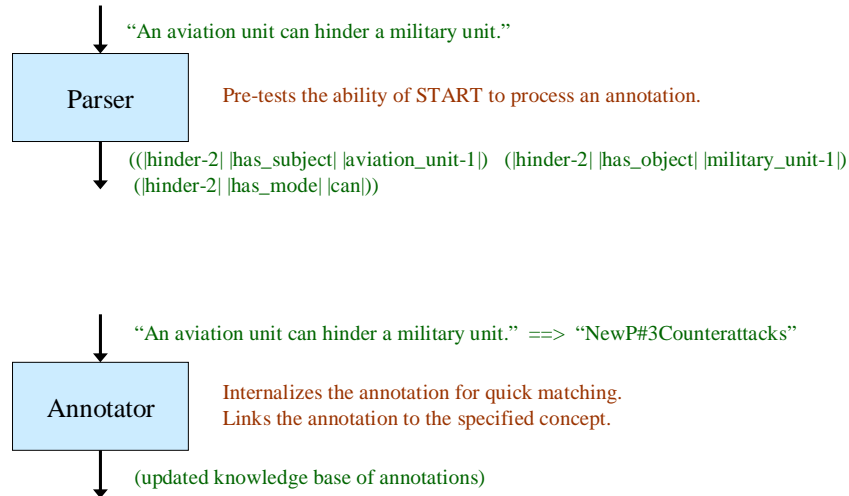 “An aviation unit can hinder a military unit.”
Parser
Pre-tests the ability of START to process an annotation.
((|hinder-2| |has_subject| |aviation_unit-1|) (|hinder-2| |has_object| |military_unit-1|)
(|hinder-2| |has_mode| |can|))
“An aviation unit can hinder a military unit.” ==> “NewP#3Counterattacks”
Annotator
Internalizes the annotation for quick matching.
Links the annotation to the specified concept.
(updated knowledge base of annotations)